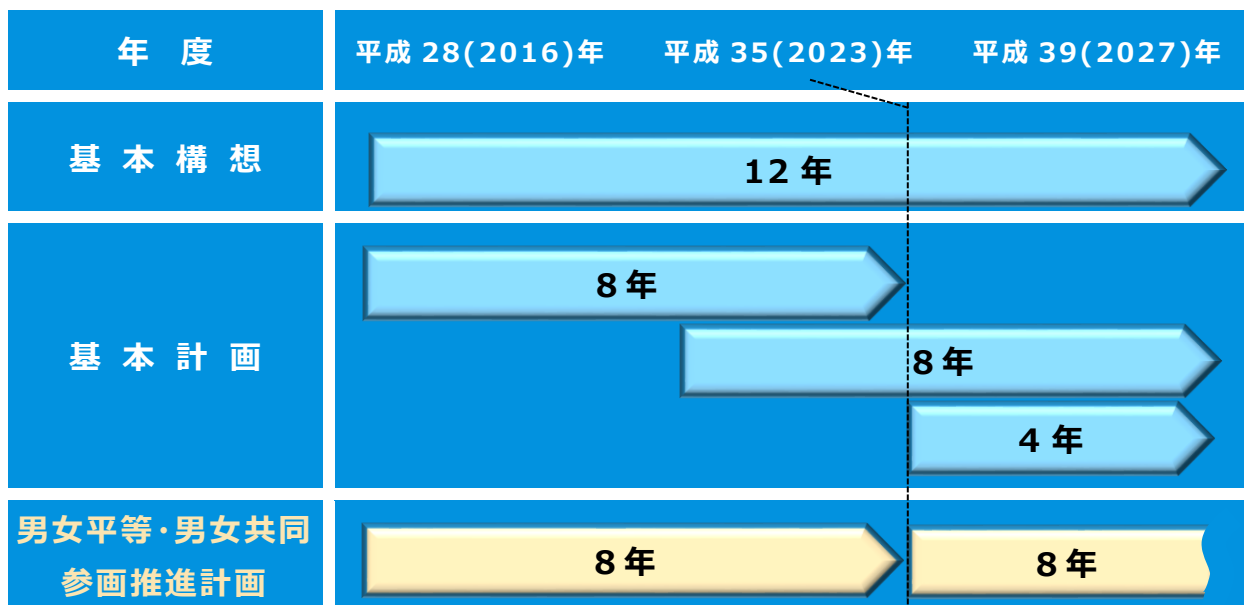 年 度
平成 28(2016)年 平成 35(2023)年 平成 39(2027)年
基 本 構 想
12 年
基 本 計 画
8 年
8 年
4 年
男女平等・男女共同
参画推進計画
8 年
8 年